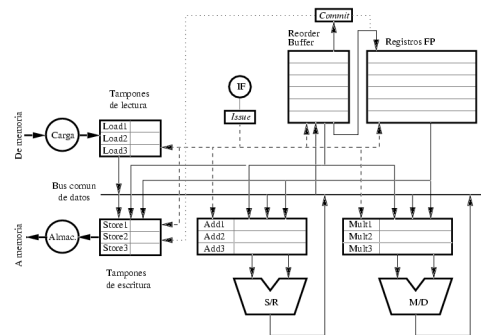 Commit
Reorder
Buffer
Registros FP
IF
Issue
Tampones
de lectura
De memoria
Carga
Load1
Load2
Load3
Bus comun
de datos
A memoria
Almac.
Store1
Store2
Store3
Tampones
de escritura
Add1
Add2
Add3
Mult1
Mult2
Mult3
S/R
M/D